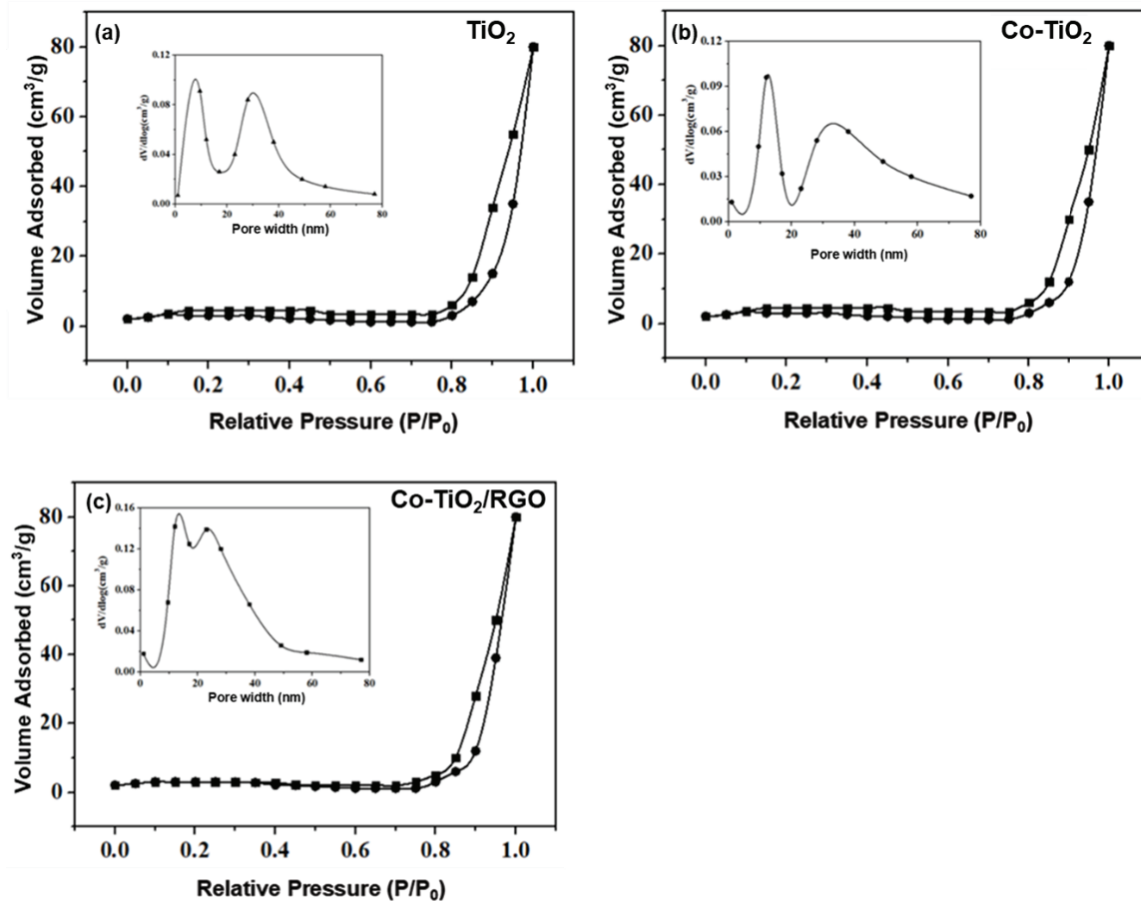 (a)
TiO₂
Volume Adsorbed (cm³/g)
80
60
40
20
0
0.0 0.2 0.4 0.6 0.8 1.0
Relative Pressure (P/P₀)
dV/dlog(cm³/g)
0.12
0.08
0.04
0.00
0 20 40 60 80
Pore width (nm)
(b)
Co-TiO₂
Volume Adsorbed (cm³/g)
80
60
40
20
0
0.0 0.2 0.4 0.6 0.8 1.0
Relative Pressure (P/P₀)
dV/dlog(cm³/g)
0.12
0.09
0.06
0.03
0.00
0 20 40 60 80
Pore width (nm)
(c)
Co-TiO₂/RGO
Volume Adsorbed (cm³/g)
80
60
40
20
0
0.0 0.2 0.4 0.6 0.8 1.0
Relative Pressure (P/P₀)
dV/dlog(cm³/g)
0.16
0.12
0.08
0.04
0.00
0 20 40 60 80
Pore width (nm)